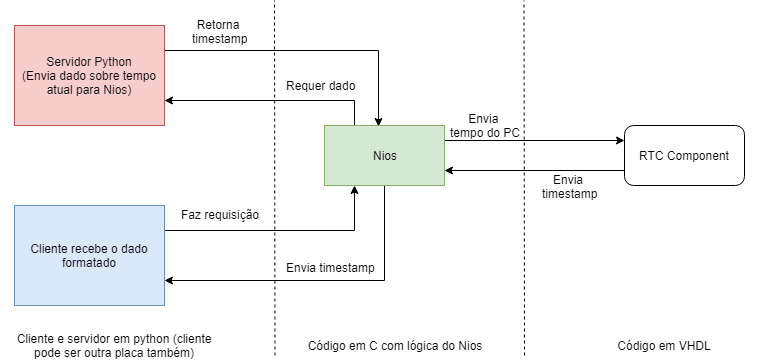 Retorna
timestamp
Servidor Python
(Envia dado sobre tempo
atual para Nios)
Requer dado
Envia
tempo do PC
Nios
RTC Component
Envia
timestamp
Faz requisição
Cliente recebe o dado
formatado
Envia timestamp
Cliente e servidor em python (cliente
pode ser outra placa também)
Código em C com lógica do Nios
Código em VHDL